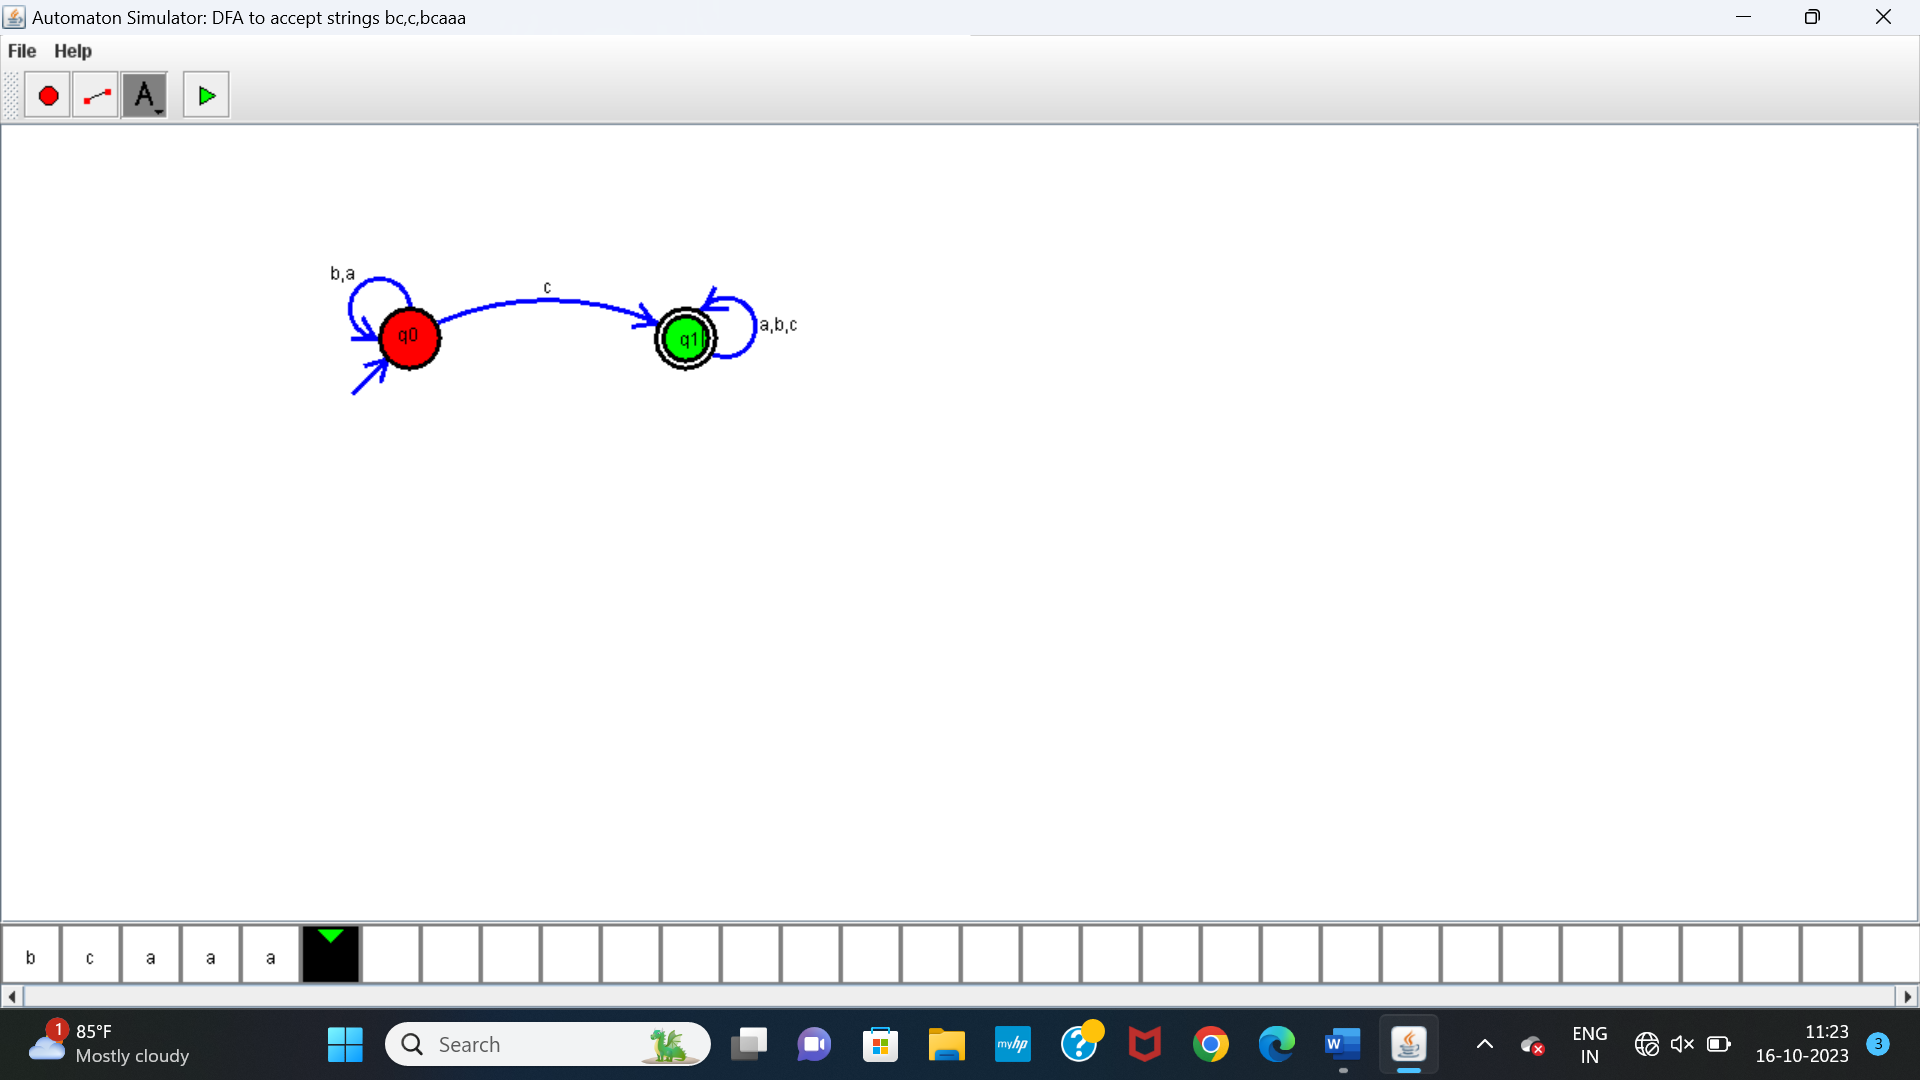 Automaton Simulator: DFA to accept strings bc,c,bcaaa
File Help
A
b,a
c
q0
q1
a,b,c
b c a a a
1
85°F
Mostly cloudy
Search
myhp
?
W
ENG
IN
11:23
16-10-2023
3